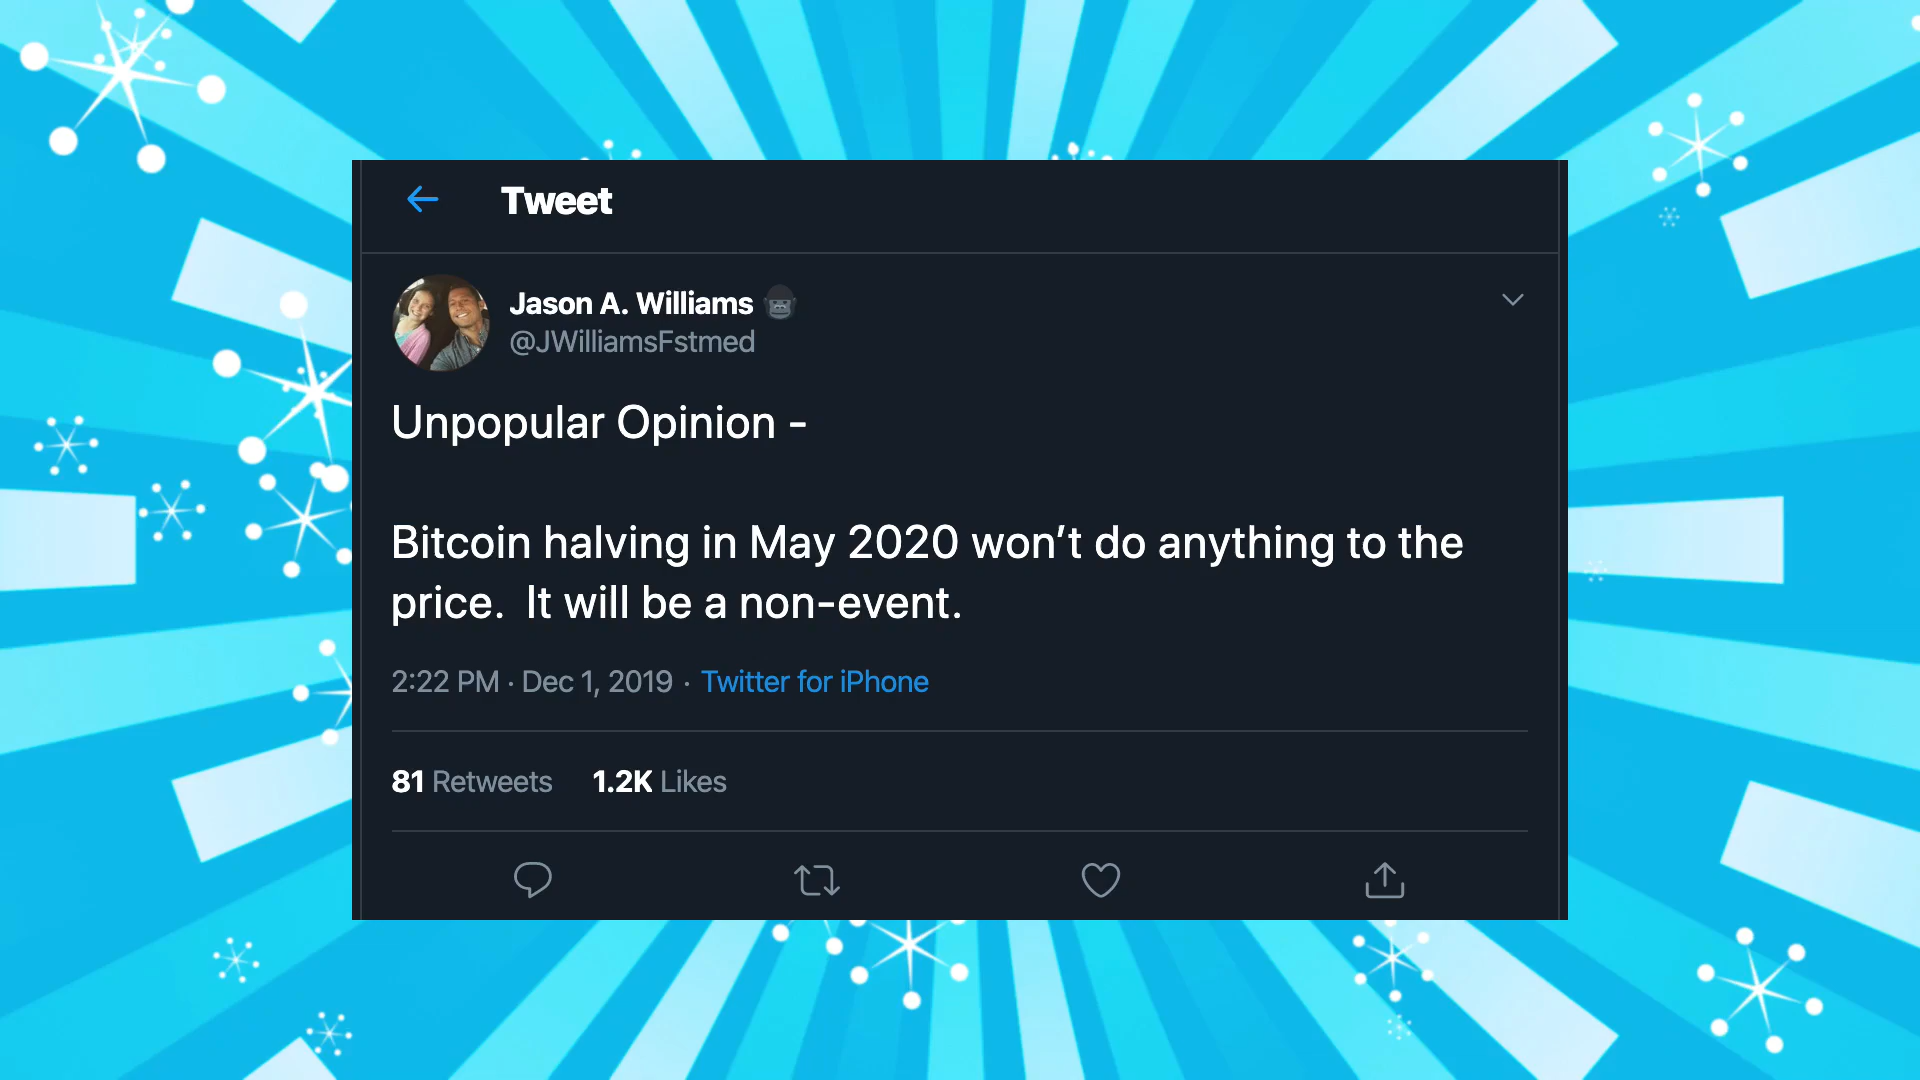 Tweet
Jason A. Williams 🦍
@JWilliamsFstmed
Unpopular Opinion -
Bitcoin halving in May 2020 won’t do anything to the
price.  It will be a non-event.
2:22 PM · Dec 1, 2019 · Twitter for iPhone
81 Retweets 1.2K Likes